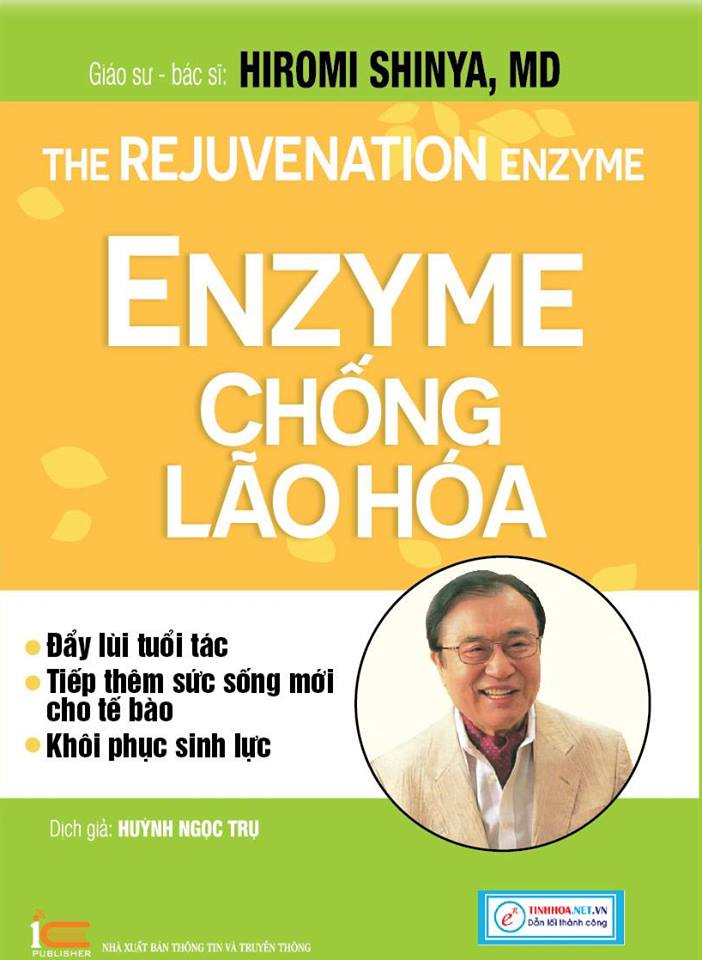 Giáo sư - bác sĩ: HIROMI SHINYA, MD
THE REJUVENATION ENZYME
ENZYME
CHỐNG
LÃO HÓA
Đẩy lùi tuổi tác
Tiếp thêm sức sống mới
cho tế bào
Khôi phục sinh lực
Dịch giả: HUỲNH NGỌC TRỤ
ic
PUBLISHER
NHÀ XUẤT BẢN THÔNG TIN VÀ TRUYỀN THÔNG
eπ
TINHHOA.NET.VN
Dẫn lối thành công